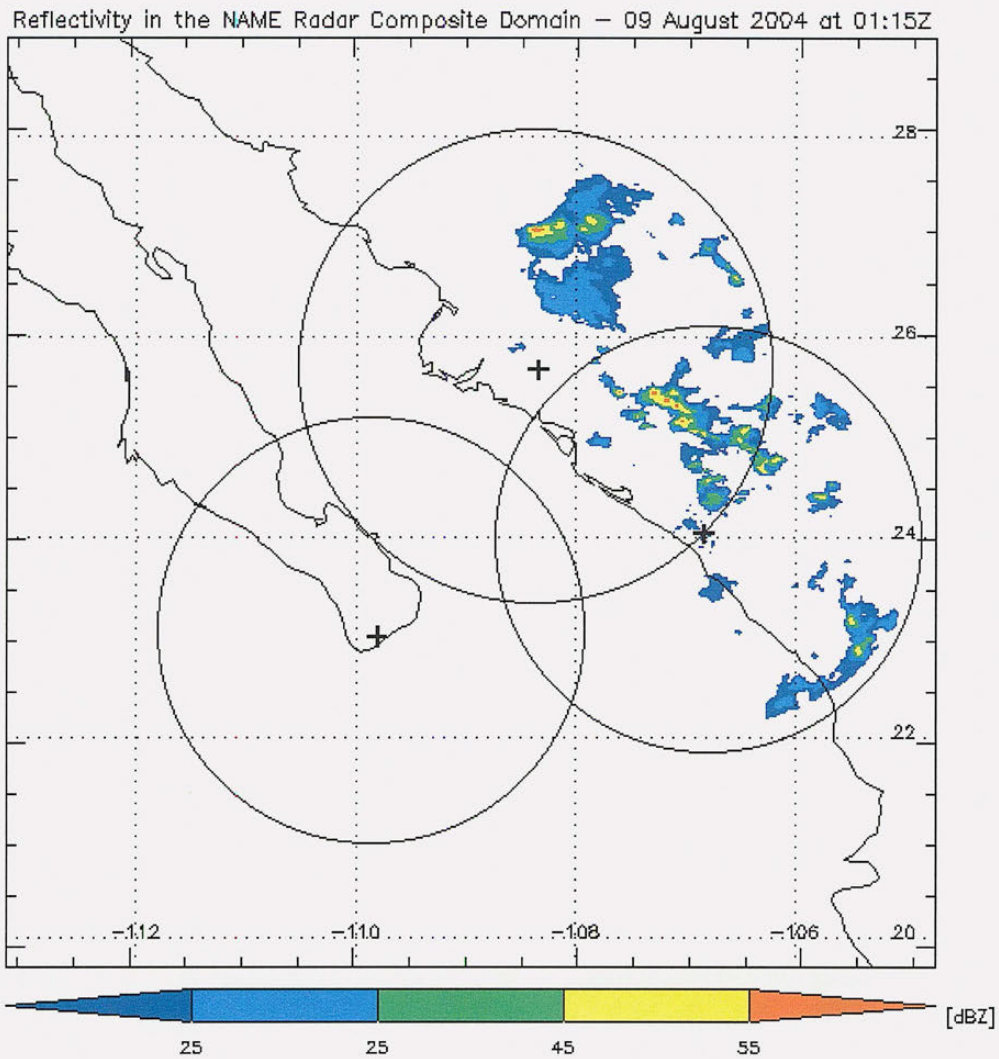 Reflectivity in the NAME Radar Composite Domain – 09 August 2004 at 01:15Z
28
26
24
22
-112 -110 -108 -106 20
[dBZ]
25 25 45 55